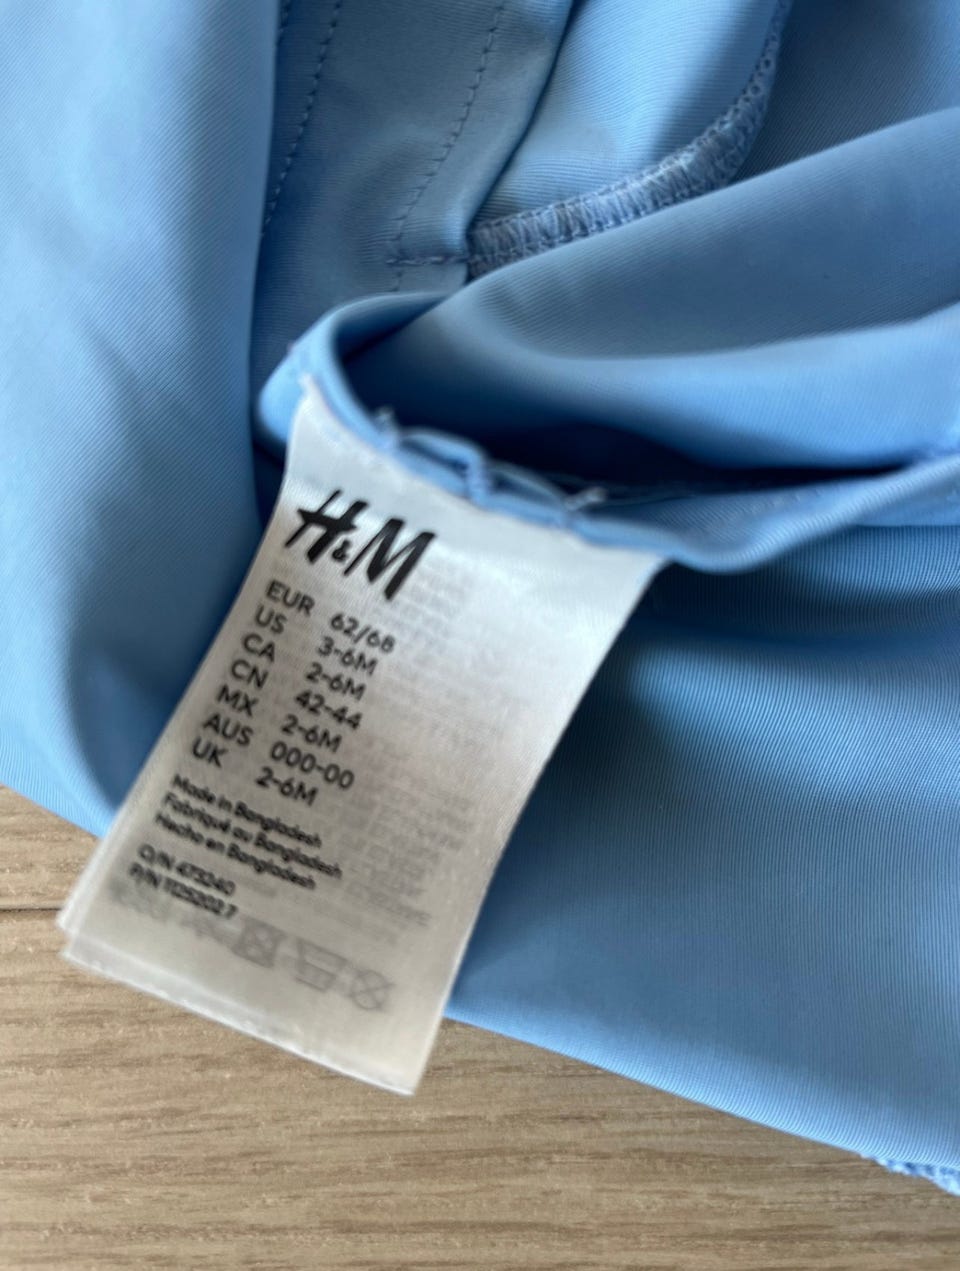 H&M
EUR 62/68
US 3-6M
CA 2-6M
CN 42-44
MX 2-6M
AUS 000-00
UK 2-6M
Made in Bangladesh
Fabriqué au Bangladesh
Hecho en Bangladesh
O/N 473240
P/N